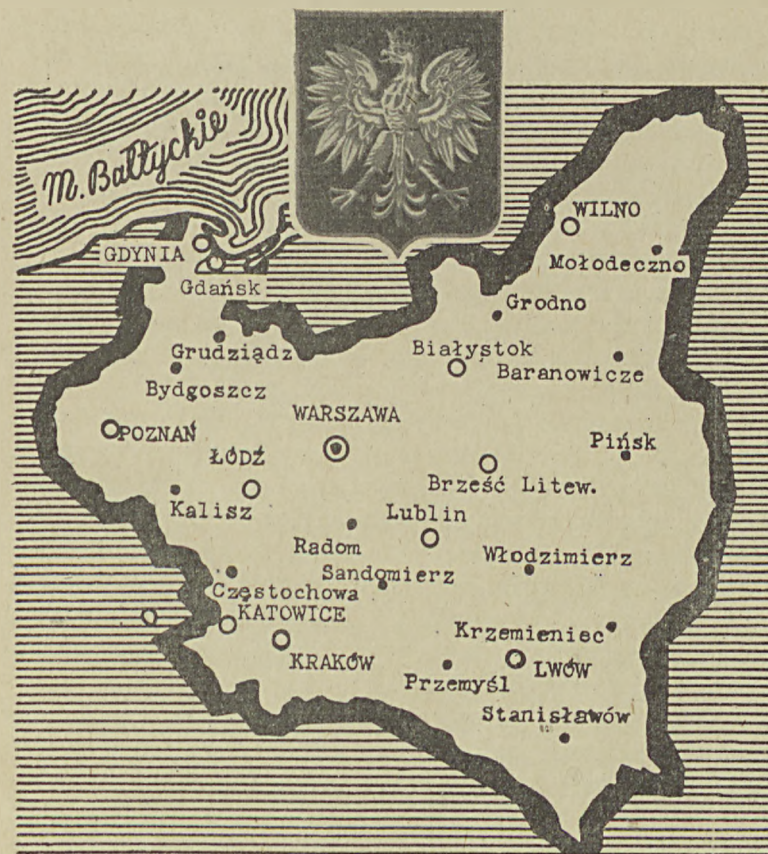 M. Bałtyckie
WILNO
GDYNIA
Mołodeczno
Gdańsk
Grodno
Grudziądz
Białystok
Baranowicze
Bydgoszcz
WARSZAWA
POZNAŃ
Pińsk
ŁÓDŹ
Brześć Litew.
Kalisz
Lublin
Radom
Włodzimierz
Sandomierz
Częstochowa
KATOWICE
Krzemieniec
KRAKÓW
LWÓW
Przemyśl
Stanisławów